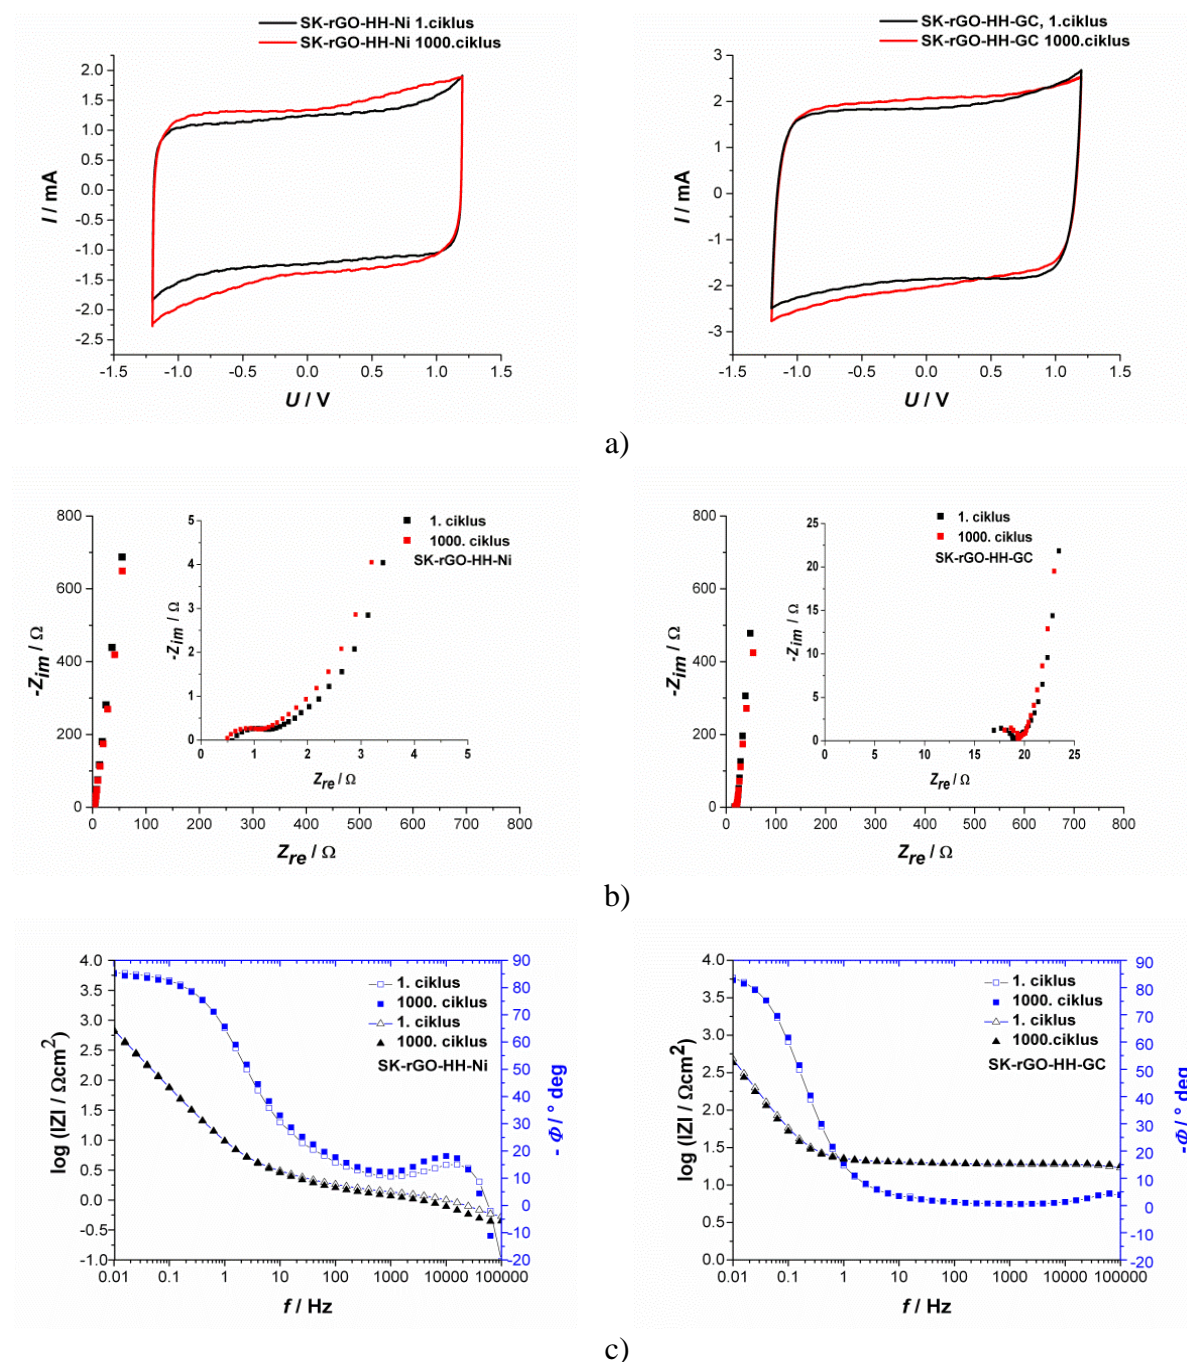 SK-rGO-HH-Ni 1.ciklus
SK-rGO-HH-Ni 1000.ciklus
2.0
1.5
1.0
0.5
0.0
-0.5
-1.0
-1.5
-2.0
-2.5
I / mA
-1.5 -1.0 -0.5 0.0 0.5 1.0 1.5
U / V
SK-rGO-HH-GC, 1.ciklus
SK-rGO-HH-GC 1000.ciklus
3
2
1
0
-1
-2
-3
I / mA
-1.5 -1.0 -0.5 0.0 0.5 1.0 1.5
U / V
a)
800
600
400
200
0
-Zim / Ω
0 100 200 300 400 500 600 700 800
Zre / Ω
1. ciklus
1000. ciklus
SK-rGO-HH-Ni
5
4
3
2
1
0
-Zim / Ω
0 1 2 3 4 5
Zre / Ω
800
600
400
200
0
-Zim / Ω
0 100 200 300 400 500 600 700 800
Zre / Ω
1. ciklus
1000. ciklus
SK-rGO-HH-GC
25
20
15
10
5
0
-Zim / Ω
0 5 10 15 20 25
Zre / Ω
b)
4.0
3.5
3.0
2.5
2.0
1.5
1.0
0.5
0.0
-0.5
-1.0
log (IZI / Ωcm²)
90
80
70
60
50
40
30
20
10
0
-10
-20
-Φ / ° deg
1. ciklus
1000. ciklus
1. ciklus
1000. ciklus
SK-rGO-HH-Ni
0.01 0.1 1 10 100 1000 10000 100000
f / Hz
4.0
3.5
3.0
2.5
2.0
1.5
1.0
0.5
0.0
log (IZI / Ωcm²)
90
80
70
60
50
40
30
20
10
0
-10
-20
-Φ / ° deg
1. ciklus
1000. ciklus
1. ciklus
1000.ciklus
SK-rGO-HH-GC
0.01 0.1 1 10 100 1000 10000 100000
f / Hz
c)